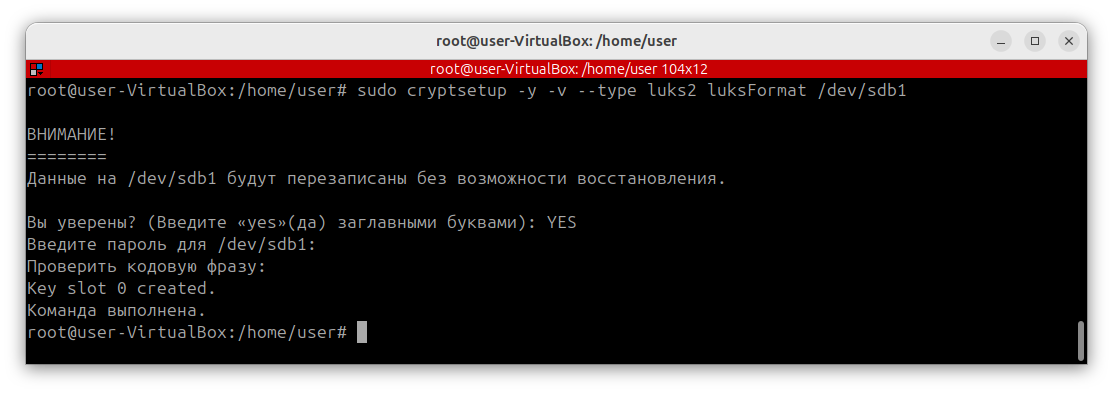 root@user-VirtualBox: /home/user
root@user-VirtualBox: /home/user 104x12
root@user-VirtualBox:/home/user# sudo cryptsetup -y -v --type luks2 luksFormat /dev/sdb1
ВНИМАНИЕ!
========
Данные на /dev/sdb1 будут перезаписаны без возможности восстановления.
Вы уверены? (Введите «yes»(да) заглавными буквами): YES
Введите пароль для /dev/sdb1:
Проверить кодовую фразу:
Key slot 0 created.
Команда выполнена.
root@user-VirtualBox:/home/user#